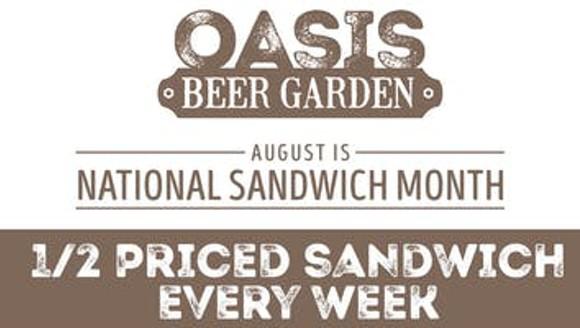 OASIS
BEER GARDEN
AUGUST IS
NATIONAL SANDWICH MONTH
1/2 PRICED SANDWICH
EVERY WEEK